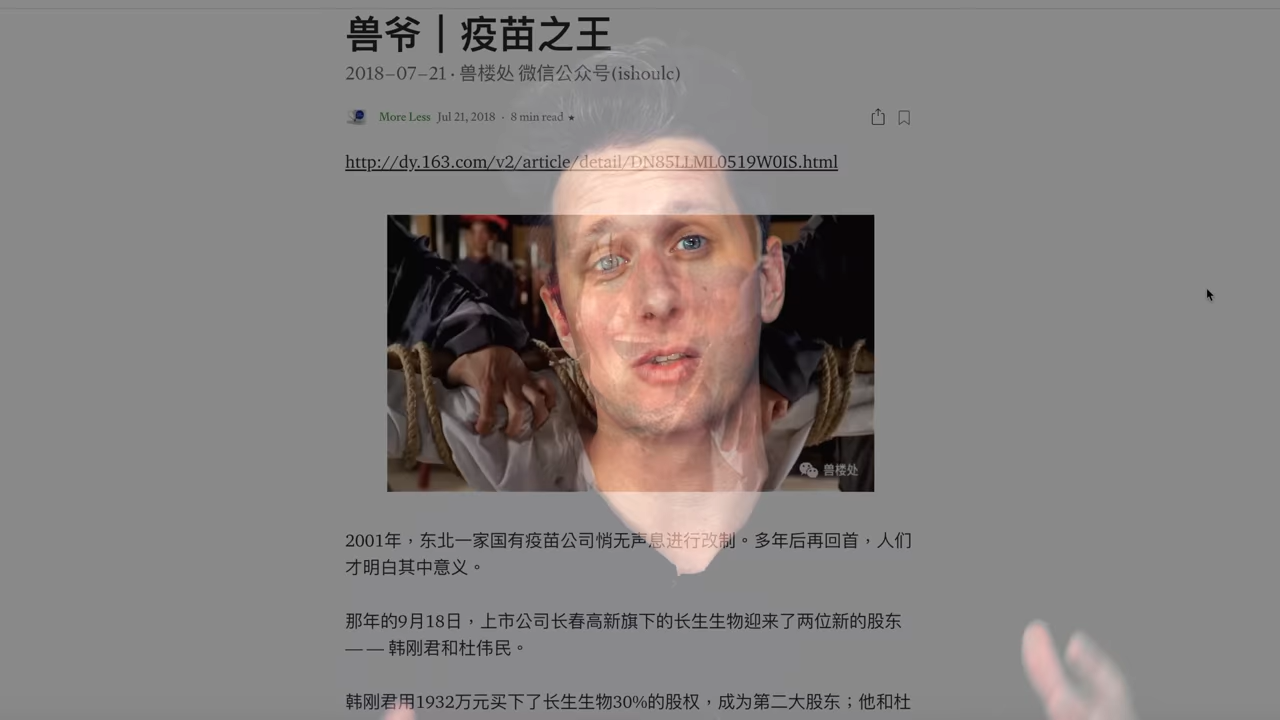 兽爷 | 疫苗之王
2018-07-21 · 兽楼处 微信公众号(ishoulc)
More Less Jul 21, 2018 · 8 min read ★
http://dy.163.com/v2/article/detail/DN85LLML0519W0IS.html
兽楼处
2001年，东北一家国有疫苗公司悄无声息进行改制。多年后再回首，人们
才明白其中意义。
那年的9月18日，上市公司长春高新旗下的长生生物迎来了两位新的股东
—— 韩刚君和杜伟民。
韩刚君用1932万元买下了长生生物30%的股权，成为第二大股东；他和杜